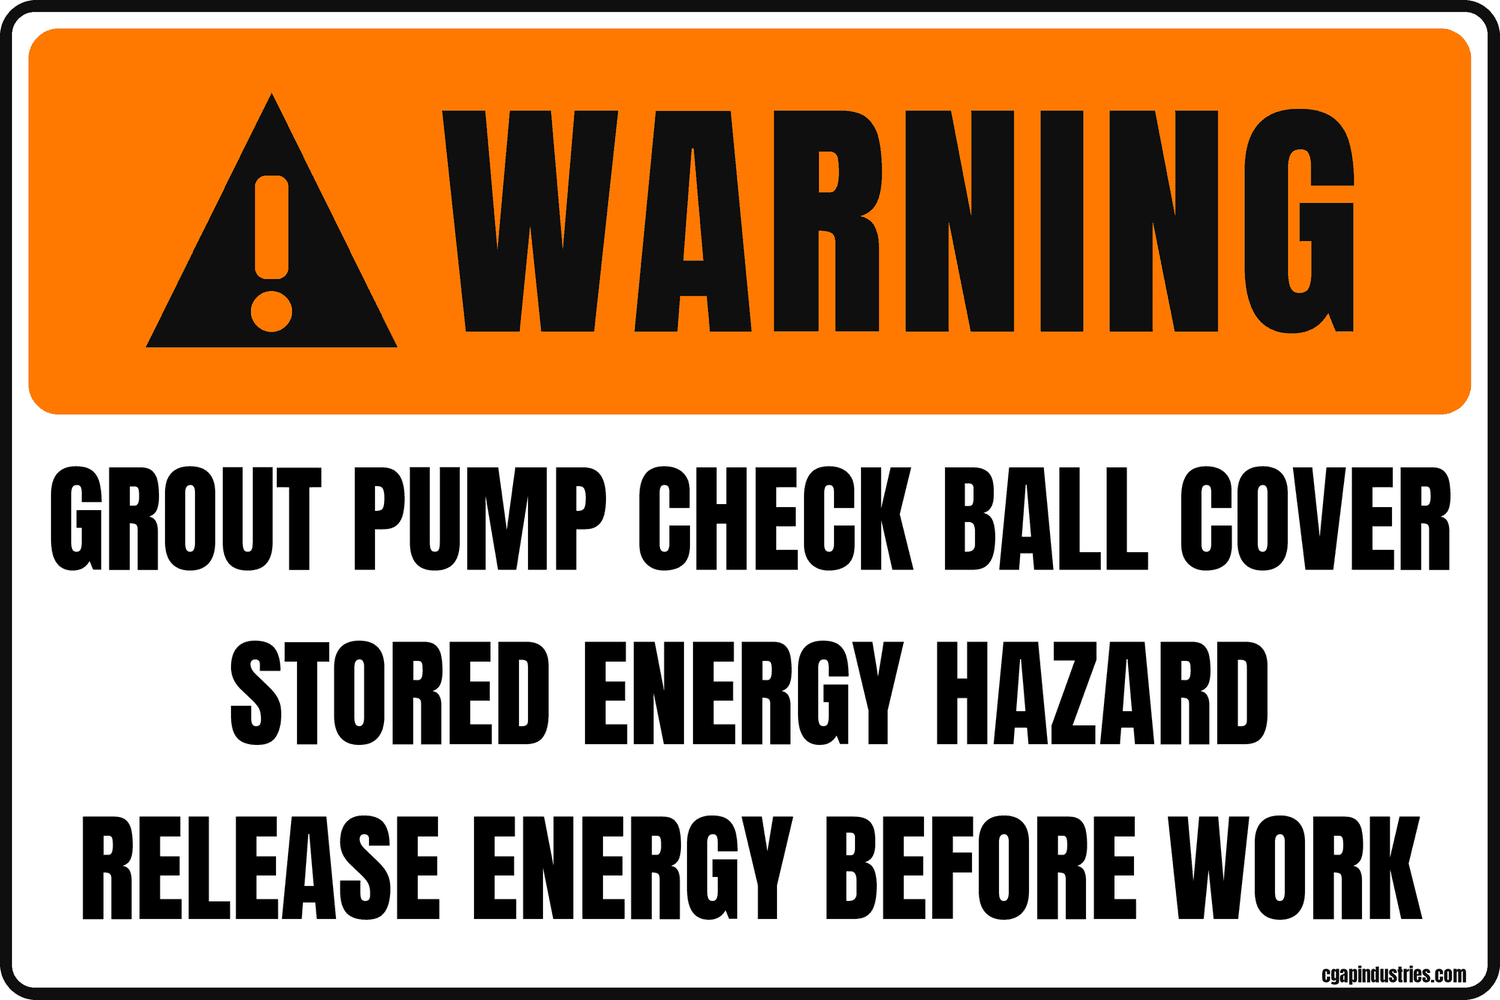 WARNING
GROUT PUMP CHECK BALL COVER
STORED ENERGY HAZARD
RELEASE ENERGY BEFORE WORK
cgapindustries.com